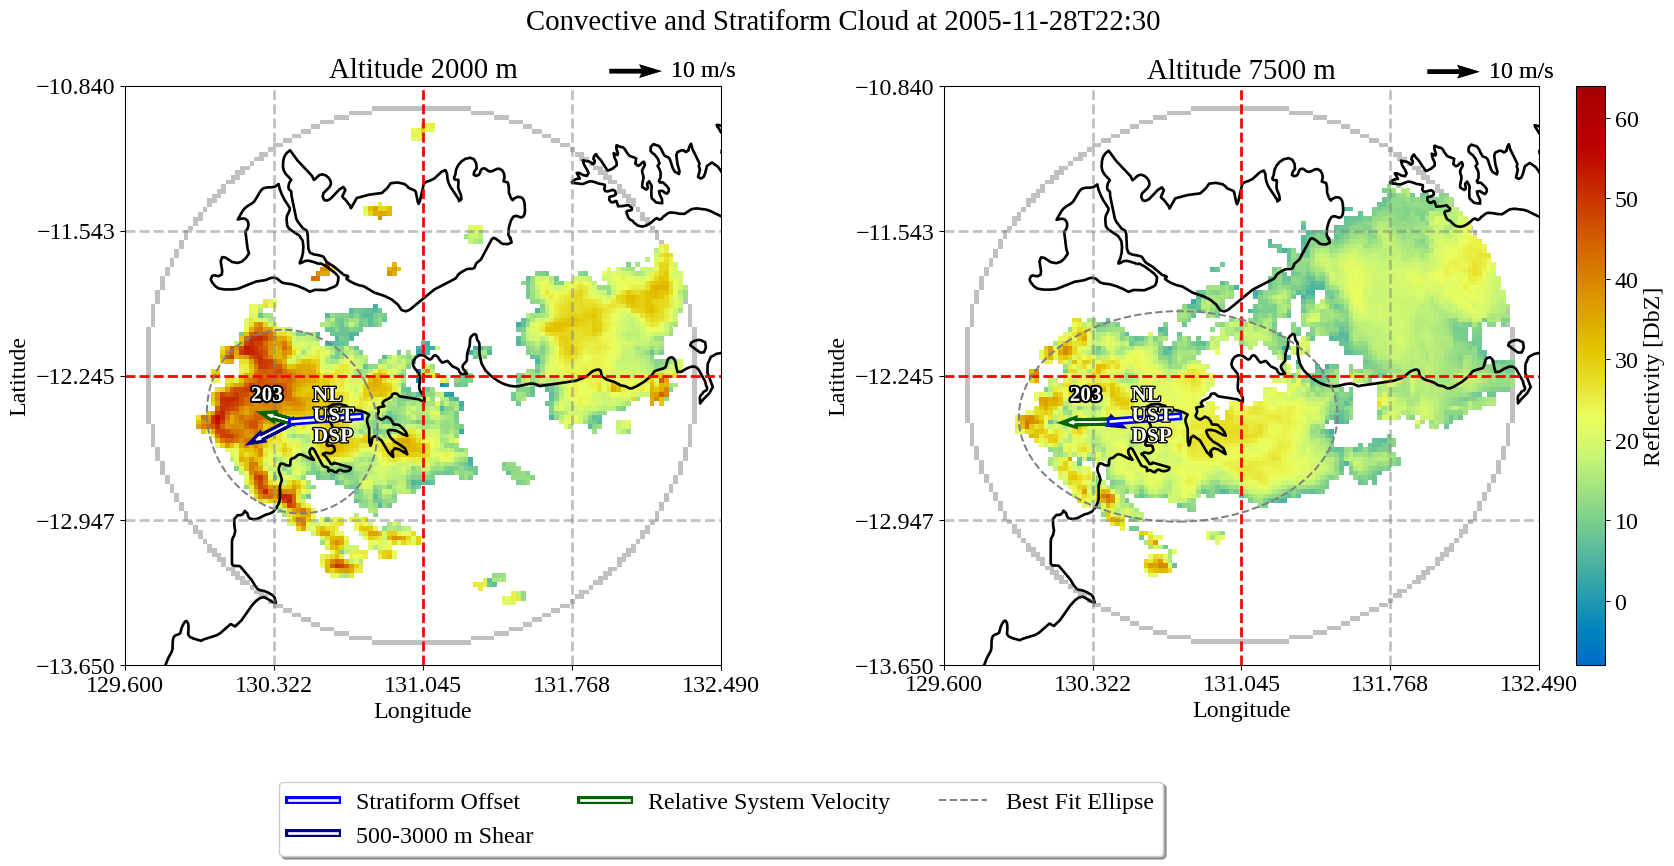 Convective and Stratiform Cloud at 2005-11-28T22:30
Altitude 2000 m
10 m/s
−10.840
−11.543
−12.245
−12.947
−13.650
Latitude
203
NL
UST
DSP
129.600
130.322
131.045
131.768
132.490
Longitude
Altitude 7500 m
10 m/s
−10.840
−11.543
−12.245
−12.947
−13.650
Latitude
203
NL
UST
DSP
129.600
130.322
131.045
131.768
132.490
Longitude
60
50
40
30
20
10
0
Reflectivity [DbZ]
Stratiform Offset
Relative System Velocity
Best Fit Ellipse
500-3000 m Shear